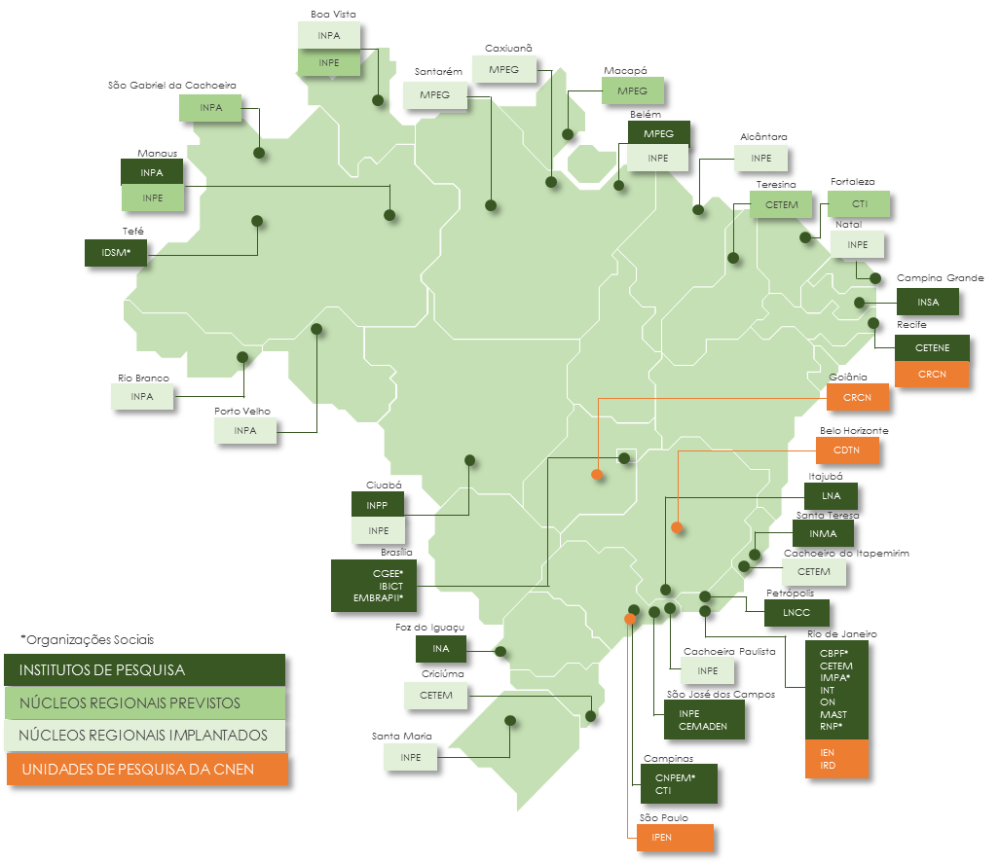 Boa Vista
INPA
INPE
Caxiuanã
MPEG
Santarém
MPEG
Macapá
MPEG
São Gabriel da Cachoeira
INPA
Belém
MPEG
INPE
Alcântara
INPE
Manaus
INPA
INPE
Teresina
CETEM
Fortaleza
CTI
Natal
INPE
Tefé
IDSM*
Campina Grande
INSA
Recife
CETENE
CRCN
Rio Branco
INPA
Goiânia
CRCN
Porto Velho
INPA
Belo Horizonte
CDTN
Ciuabá
INPP
INPE
Itajubá
LNA
Santa Teresa
INMA
Brasília
CGEE*
IBICT
EMBRAPII*
Cachoeiro do Itapemirim
CETEM
Petrópolis
LNCC
Foz do Iguaçu
INA
Rio de Janeiro
CBPF*
CETEM
IMPA*
INT
ON
MAST
RNP*
IEN
IRD
Cachoeira Paulista
INPE
Criciúma
CETEM
São José dos Campos
INPE
CEMADEN
Santa Maria
INPE
Campinas
CNPEM*
CTI
São Paulo
IPEN
*Organizações Sociais
INSTITUTOS DE PESQUISA
NÚCLEOS REGIONAIS PREVISTOS
NÚCLEOS REGIONAIS IMPLANTADOS
UNIDADES DE PESQUISA DA CNEN